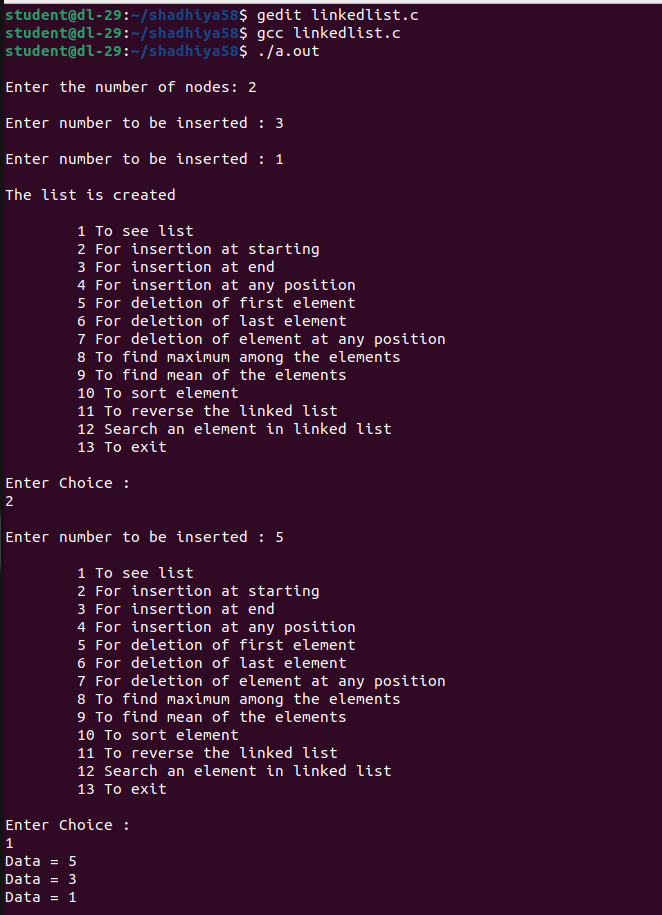 student@dl-29:~/shadhiya58$ gedit linkedlist.c
student@dl-29:~/shadhiya58$ gcc linkedlist.c
student@dl-29:~/shadhiya58$ ./a.out
Enter the number of nodes: 2
Enter number to be inserted : 3
Enter number to be inserted : 1
The list is created
1 To see list
2 For insertion at starting
3 For insertion at end
4 For insertion at any position
5 For deletion of first element
6 For deletion of last element
7 For deletion of element at any position
8 To find maximum among the elements
9 To find mean of the elements
10 To sort element
11 To reverse the linked list
12 Search an element in linked list
13 To exit
Enter Choice :
2
Enter number to be inserted : 5
1 To see list
2 For insertion at starting
3 For insertion at end
4 For insertion at any position
5 For deletion of first element
6 For deletion of last element
7 For deletion of element at any position
8 To find maximum among the elements
9 To find mean of the elements
10 To sort element
11 To reverse the linked list
12 Search an element in linked list
13 To exit
Enter Choice :
1
Data = 5
Data = 3
Data = 1